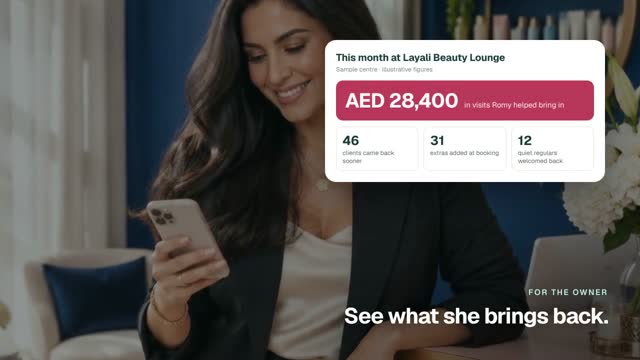 This month at Layali Beauty Lounge
Sample centre · illustrative figures
AED 28,400 in visits Romy helped bring in
46
clients came back
sooner
31
extras added at booking
12
quiet regulars
welcomed back
FOR THE OWNER
See what she brings back.